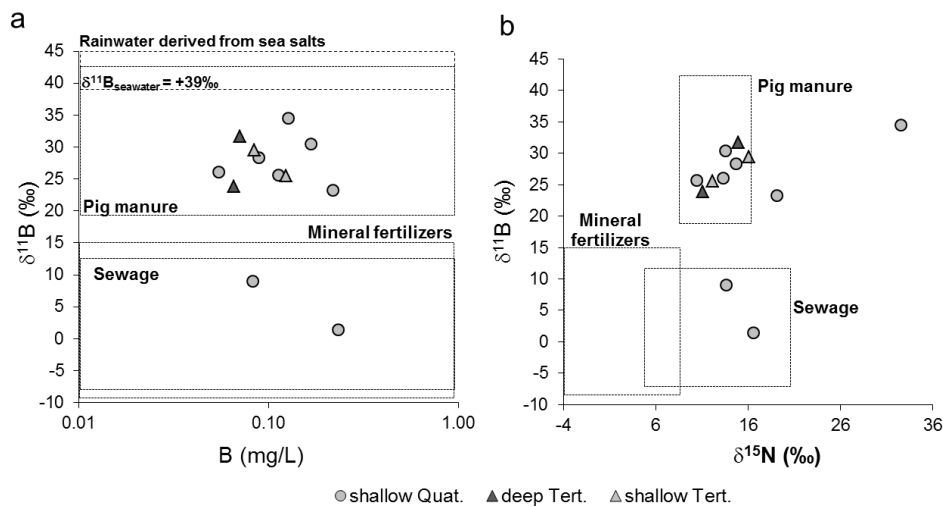 a
Rainwater derived from sea salts
δ¹¹Bseawater = +39‰
Pig manure
Mineral fertilizers
Sewage
45
40
35
30
25
20
15
10
5
0
-5
-10
δ¹¹B (‰)
0.01 0.10 1.00
B (mg/L)
b
Pig manure
Mineral
fertilizers
Sewage
45
40
35
30
25
20
15
10
5
0
-5
-10
δ¹¹B (‰)
-4 6 16 26 36
δ¹⁵N (‰)
shallow Quat. deep Tert. shallow Tert.